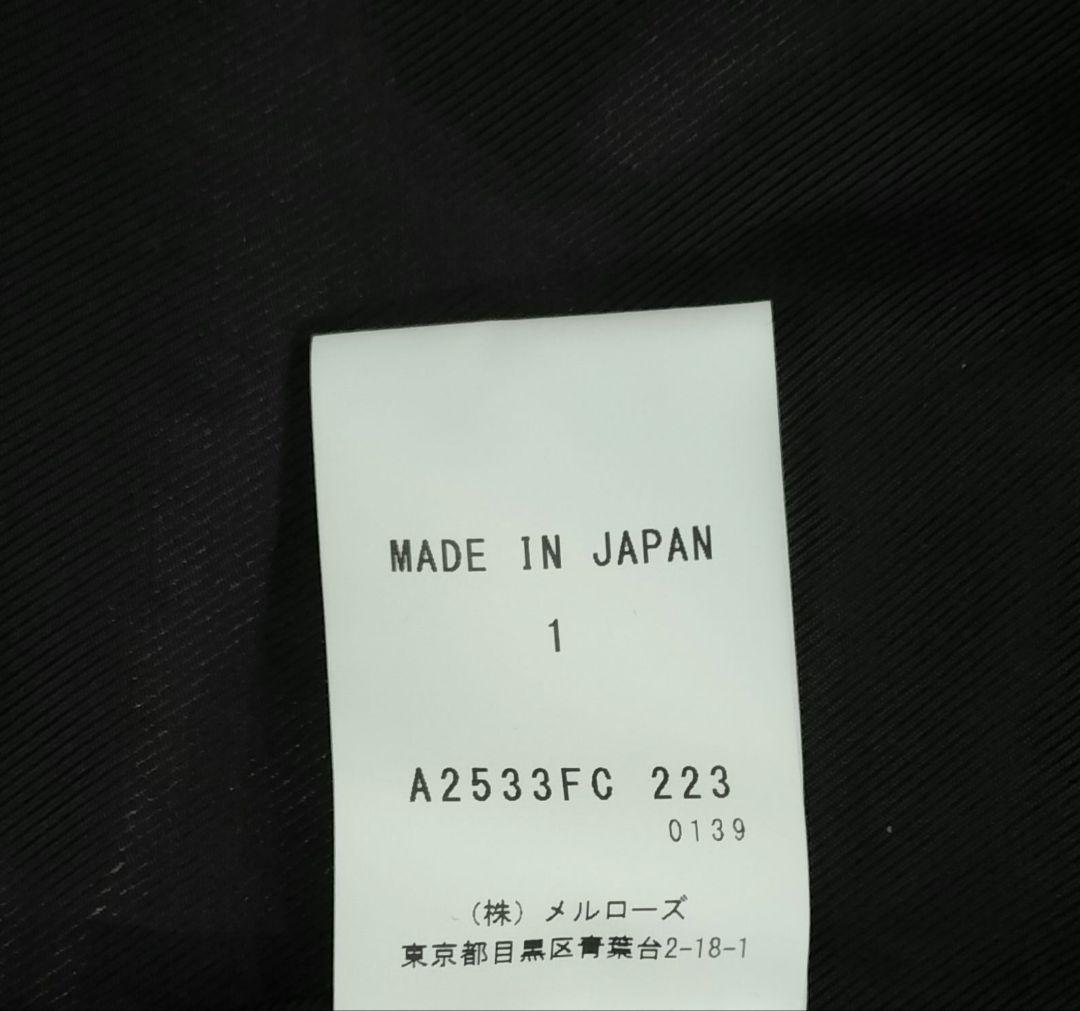 MADE IN JAPAN
1
A2533FC 223
0139
(株) メルローズ
東京都目黒区青葉台2-18-1